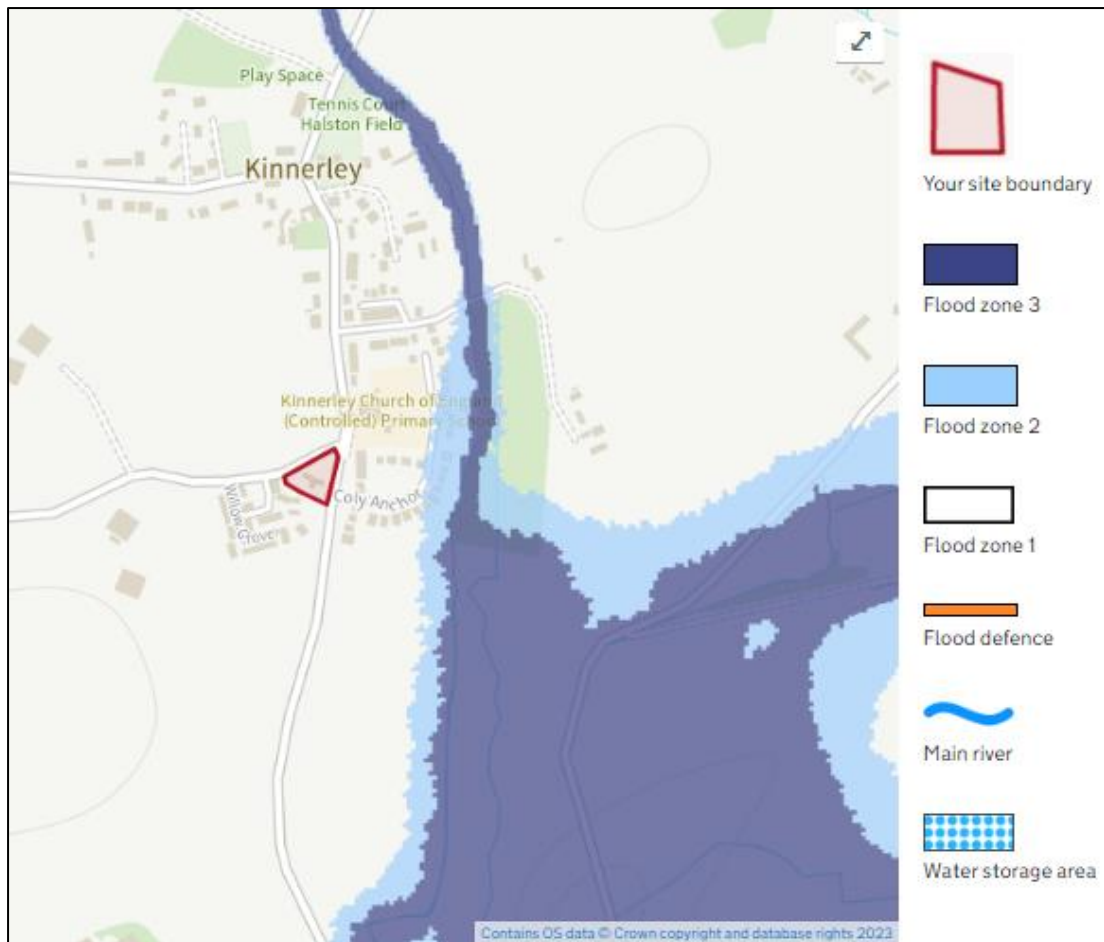 Play Space
Tennis Court
Halston Field
Kinnerley
Kinnerley Church of England
(Controlled) Primary School
Coly Anchor
Willow
Grove
Contains OS data © Crown copyright and database rights 2023
Your site boundary
Flood zone 3
Flood zone 2
Flood zone 1
Flood defence
Main river
Water storage area